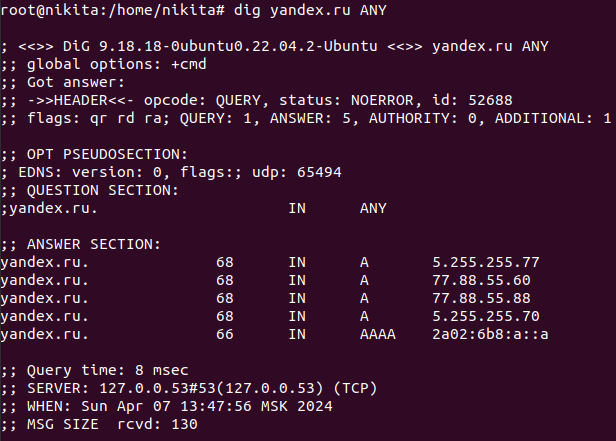 root@nikita:/home/nikita# dig yandex.ru ANY
; <<>> DiG 9.18.18-0ubuntu0.22.04.2-Ubuntu <<>> yandex.ru ANY
;; global options: +cmd
;; Got answer:
;; ->>HEADER<<- opcode: QUERY, status: NOERROR, id: 52688
;; flags: qr rd ra; QUERY: 1, ANSWER: 5, AUTHORITY: 0, ADDITIONAL: 1
;; OPT PSEUDOSECTION:
; EDNS: version: 0, flags:; udp: 65494
;; QUESTION SECTION:
;yandex.ru. IN ANY
;; ANSWER SECTION:
yandex.ru. 68 IN A 5.255.255.77
yandex.ru. 68 IN A 77.88.55.60
yandex.ru. 68 IN A 77.88.55.88
yandex.ru. 68 IN A 5.255.255.70
yandex.ru. 66 IN AAAA 2a02:6b8:a::a
;; Query time: 8 msec
;; SERVER: 127.0.0.53#53(127.0.0.53) (TCP)
;; WHEN: Sun Apr 07 13:47:56 MSK 2024
;; MSG SIZE rcvd: 130